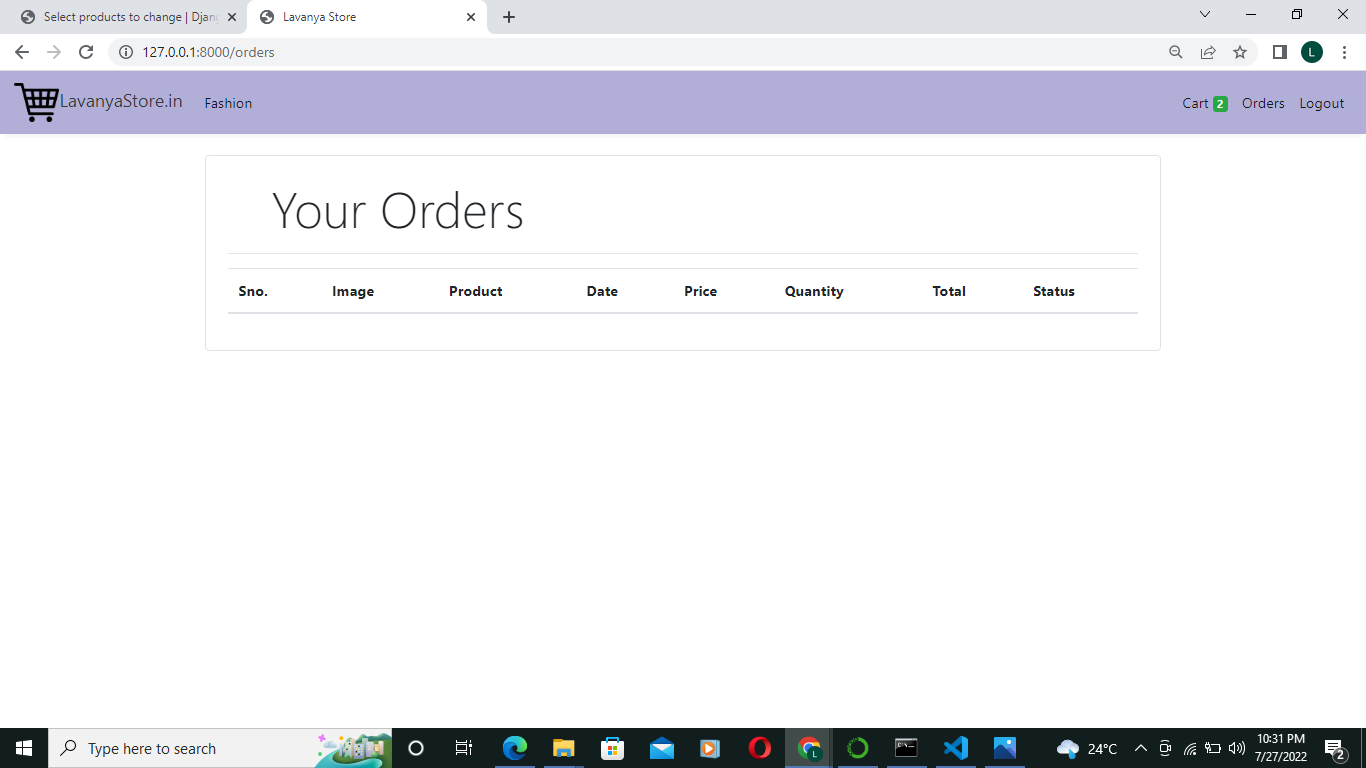 Select products to change | Djan
Lavanya Store
127.0.0.1:8000/orders
L
LavanyaStore.in
Fashion
Cart 2
Orders
Logout
Your Orders
Sno. Image Product Date Price Quantity Total Status
Type here to search
L
24°C
10:31 PM
7/27/2022
2